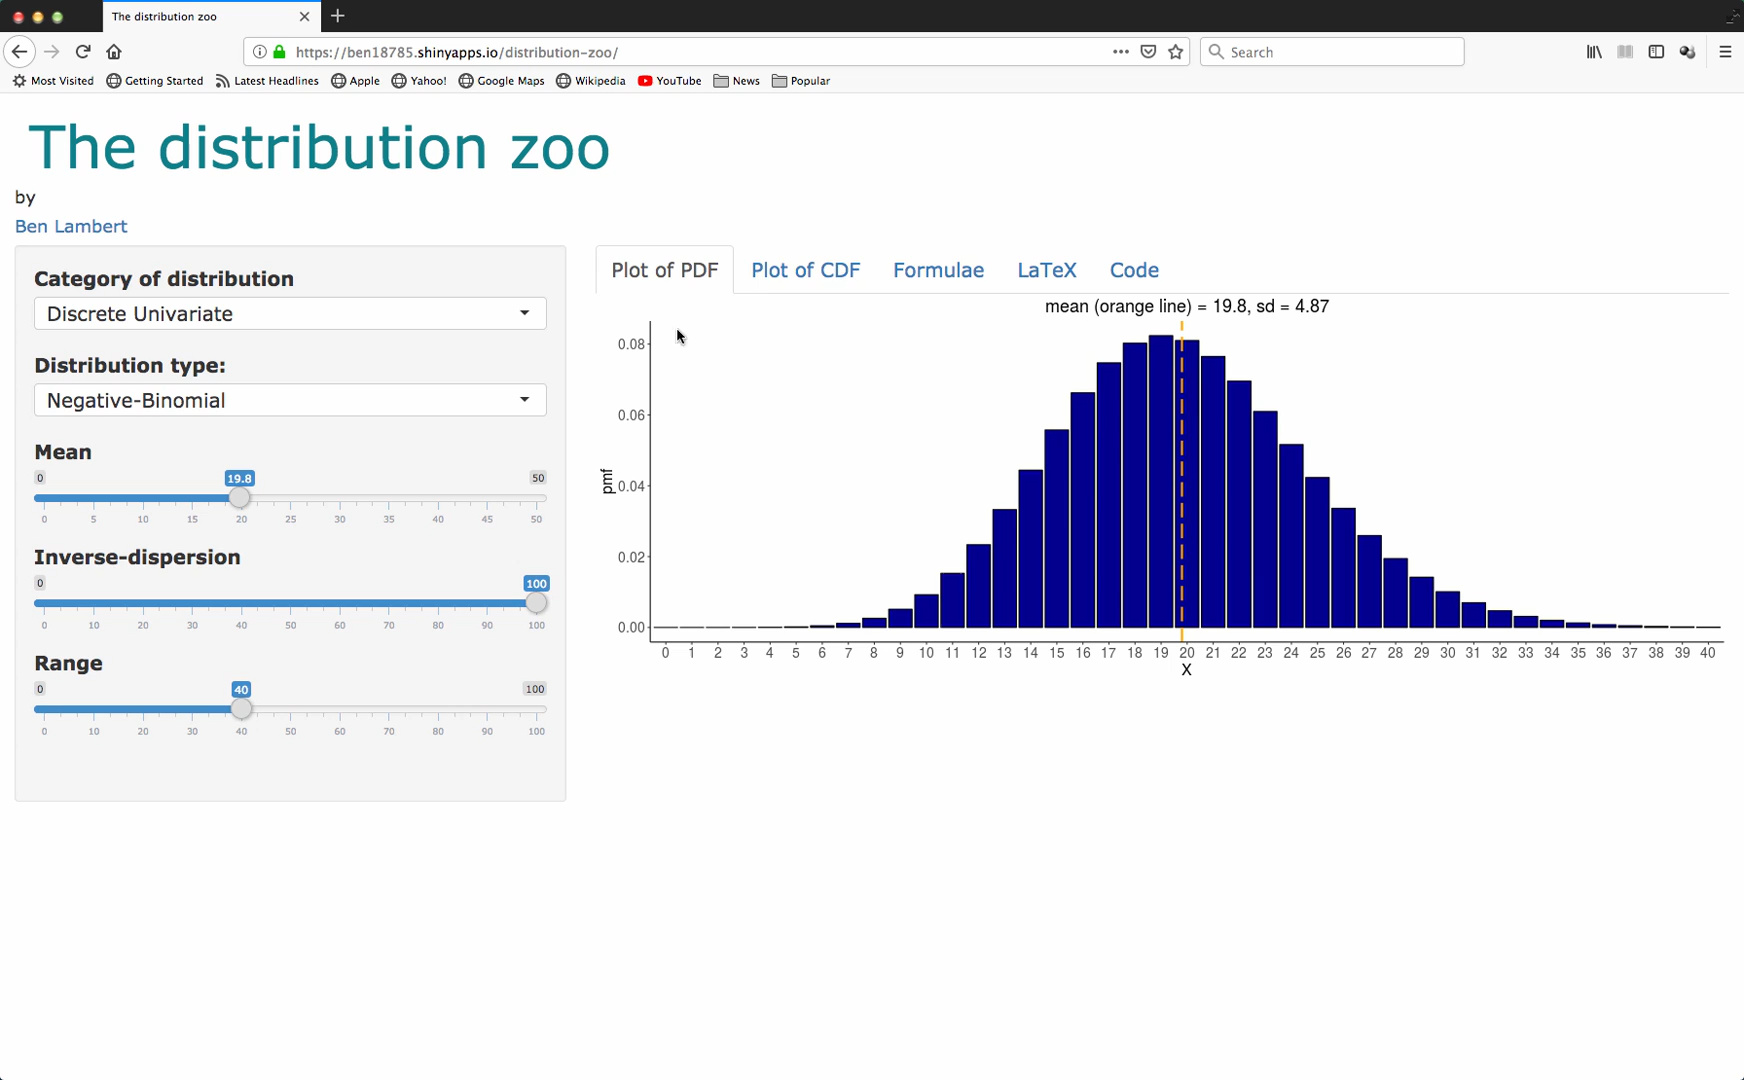 The distribution zoo
https://ben18785.shinyapps.io/distribution-zoo/
Search
Most Visited Getting Started Latest Headlines Apple Yahoo! Google Maps Wikipedia YouTube News Popular
The distribution zoo
by
Ben Lambert
Category of distribution
Discrete Univariate
Distribution type:
Negative-Binomial
Mean
0 19.8 50
0 5 10 15 20 25 30 35 40 45 50
Inverse-dispersion
0 100
0 10 20 30 40 50 60 70 80 90 100
Range
0 40 100
0 10 20 30 40 50 60 70 80 90 100
Plot of PDF Plot of CDF Formulae LaTeX Code
mean (orange line) = 19.8, sd = 4.87
0.08
0.06
0.04
0.02
0.00
pmf
0 1 2 3 4 5 6 7 8 9 10 11 12 13 14 15 16 17 18 19 20 21 22 23 24 25 26 27 28 29 30 31 32 33 34 35 36 37 38 39 40
X